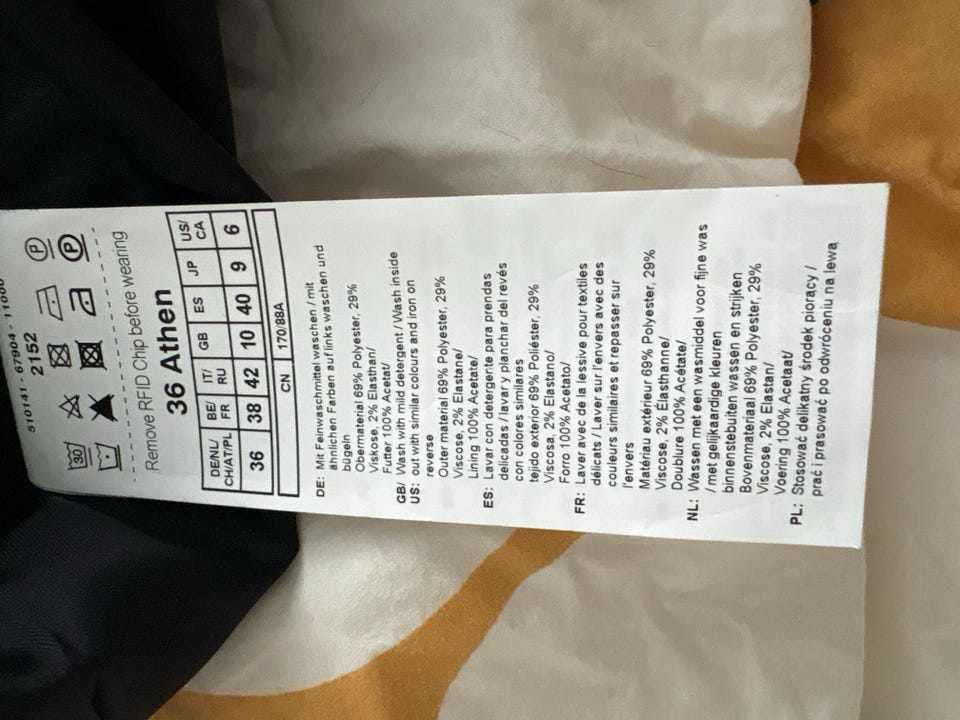 510141 - 67904 - 11000
2152
30 P
P
Remove RFID Chip before wearing
36 Athen
DE/NL/ BE/ IT/ GB ES JP US/
CH/AT/PL FR RU CA
36 38 42 10 40 9 6
CN 170/88A
DE: Mit Feinwaschmittel waschen / mit
ähnlichen Farben auf links waschen und
bügeln
Obermaterial 69% Polyester, 29%
Viskose, 2% Elasthan/
Futter 100% Acetat/
GB/ Wash with mild detergent / Wash inside
US: out with similar colours and iron on
reverse
Outer material 69% Polyester, 29%
Viscose, 2% Elastane/
Lining 100% Acetate/
ES: Lavar con detergente para prendas
delicadas / lavar y planchar del revés
con colores similares
tejido exterior 69% Poliéster, 29%
Viscosa, 2% Elastano/
Forro 100% Acetato/
FR: Laver avec de la lessive pour textiles
délicats / Laver sur l'envers avec des
couleurs similaires et repasser sur
l'envers
Matériau extérieur 69% Polyester, 29%
Viscose, 2% Elasthanne/
Doublure 100% Acétate/
NL: Wassen met een wasmiddel voor fijne was
/ met gelijkaardige kleuren
binnenstebuiten wassen en strijken
Bovenmateriaal 69% Polyester, 29%
Viscose, 2% Elastan/
Voering 100% Acetaat/
PL: Stosować delikatny środek piorący /
prać i prasować po odwróceniu na lewą